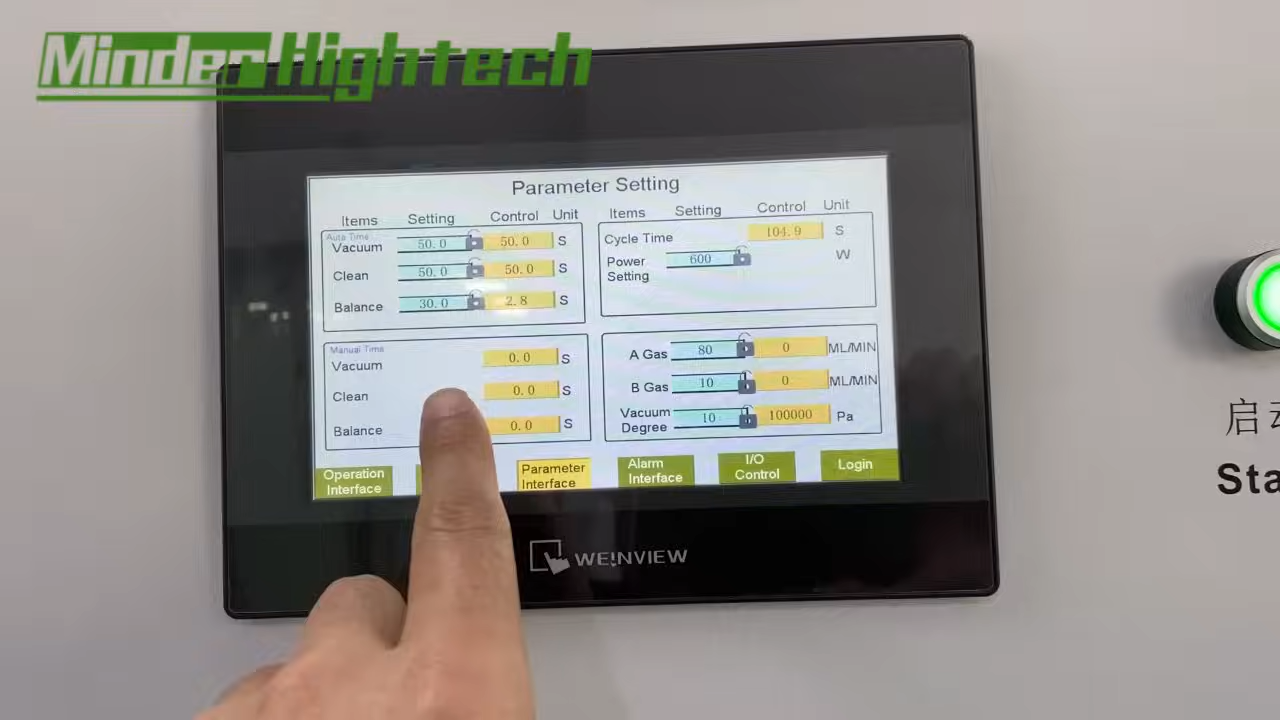 Minder Hightech
Parameter Setting
Items Setting Control Unit
Auto Time
Vacuum 50.0 50.0 S
Clean 50.0 50.0 S
Balance 30.0 2.8 S
Items Setting Control Unit
Cycle Time 104.9 S
Power Setting 600 W
Manual Time
Vacuum 0.0 S
Clean 0.0 S
Balance 0.0 S
A Gas 80 0 ML/MIN
B Gas 10 0 ML/MIN
Vacuum Degree 10 100000 Pa
Operation Interface
Parameter Interface
Alarm Interface
I/O Control
Login
WEINVIEW
启动
Sta